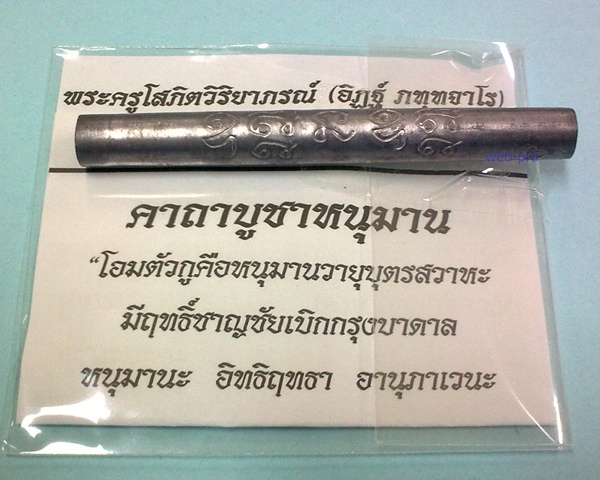 พระครูโสภิตวิริยาภรณ์ (อิฏฐ์ ภทฺทจาโร)
web-pra
คาถาบูชาหนุมาน
“โอมตัวกูคือหนุมานวายุบุตรสวาหะ
มีฤทธิ์ชาญชัยเบิกกรุงบาดาล
หนุมานะ อิทธิฤทธา อานุภาเวนะ